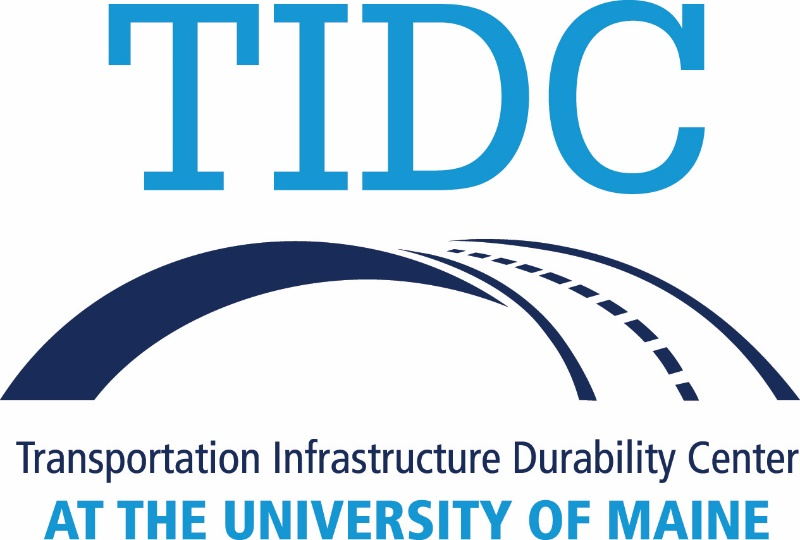 TIDC
Transportation Infrastructure Durability Center
AT THE UNIVERSITY OF MAINE